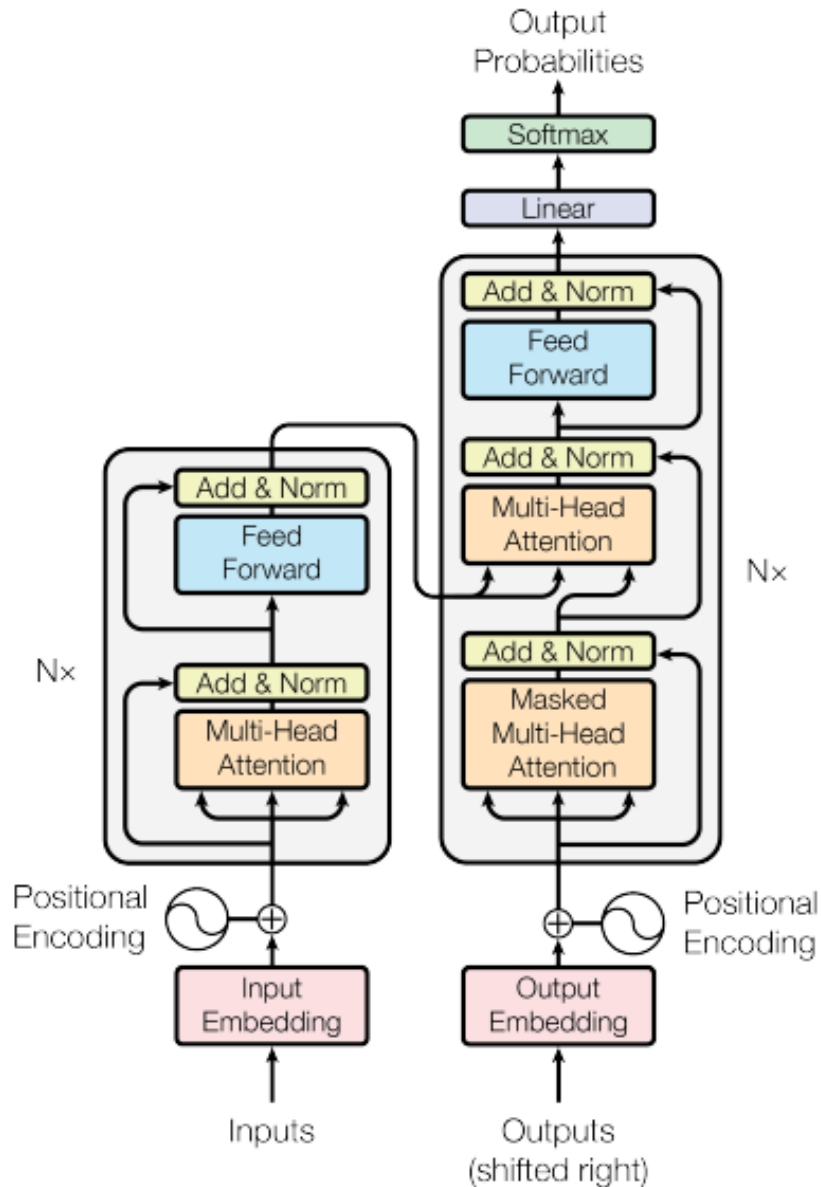 Output
Probabilities
Softmax
Linear
Add & Norm
Feed
Forward
Add & Norm
Multi-Head
Attention
Add & Norm
Masked
Multi-Head
Attention
N×
Add & Norm
Feed
Forward
Add & Norm
Multi-Head
Attention
N×
Positional
Encoding
Positional
Encoding
Input
Embedding
Output
Embedding
Inputs
Outputs
(shifted right)